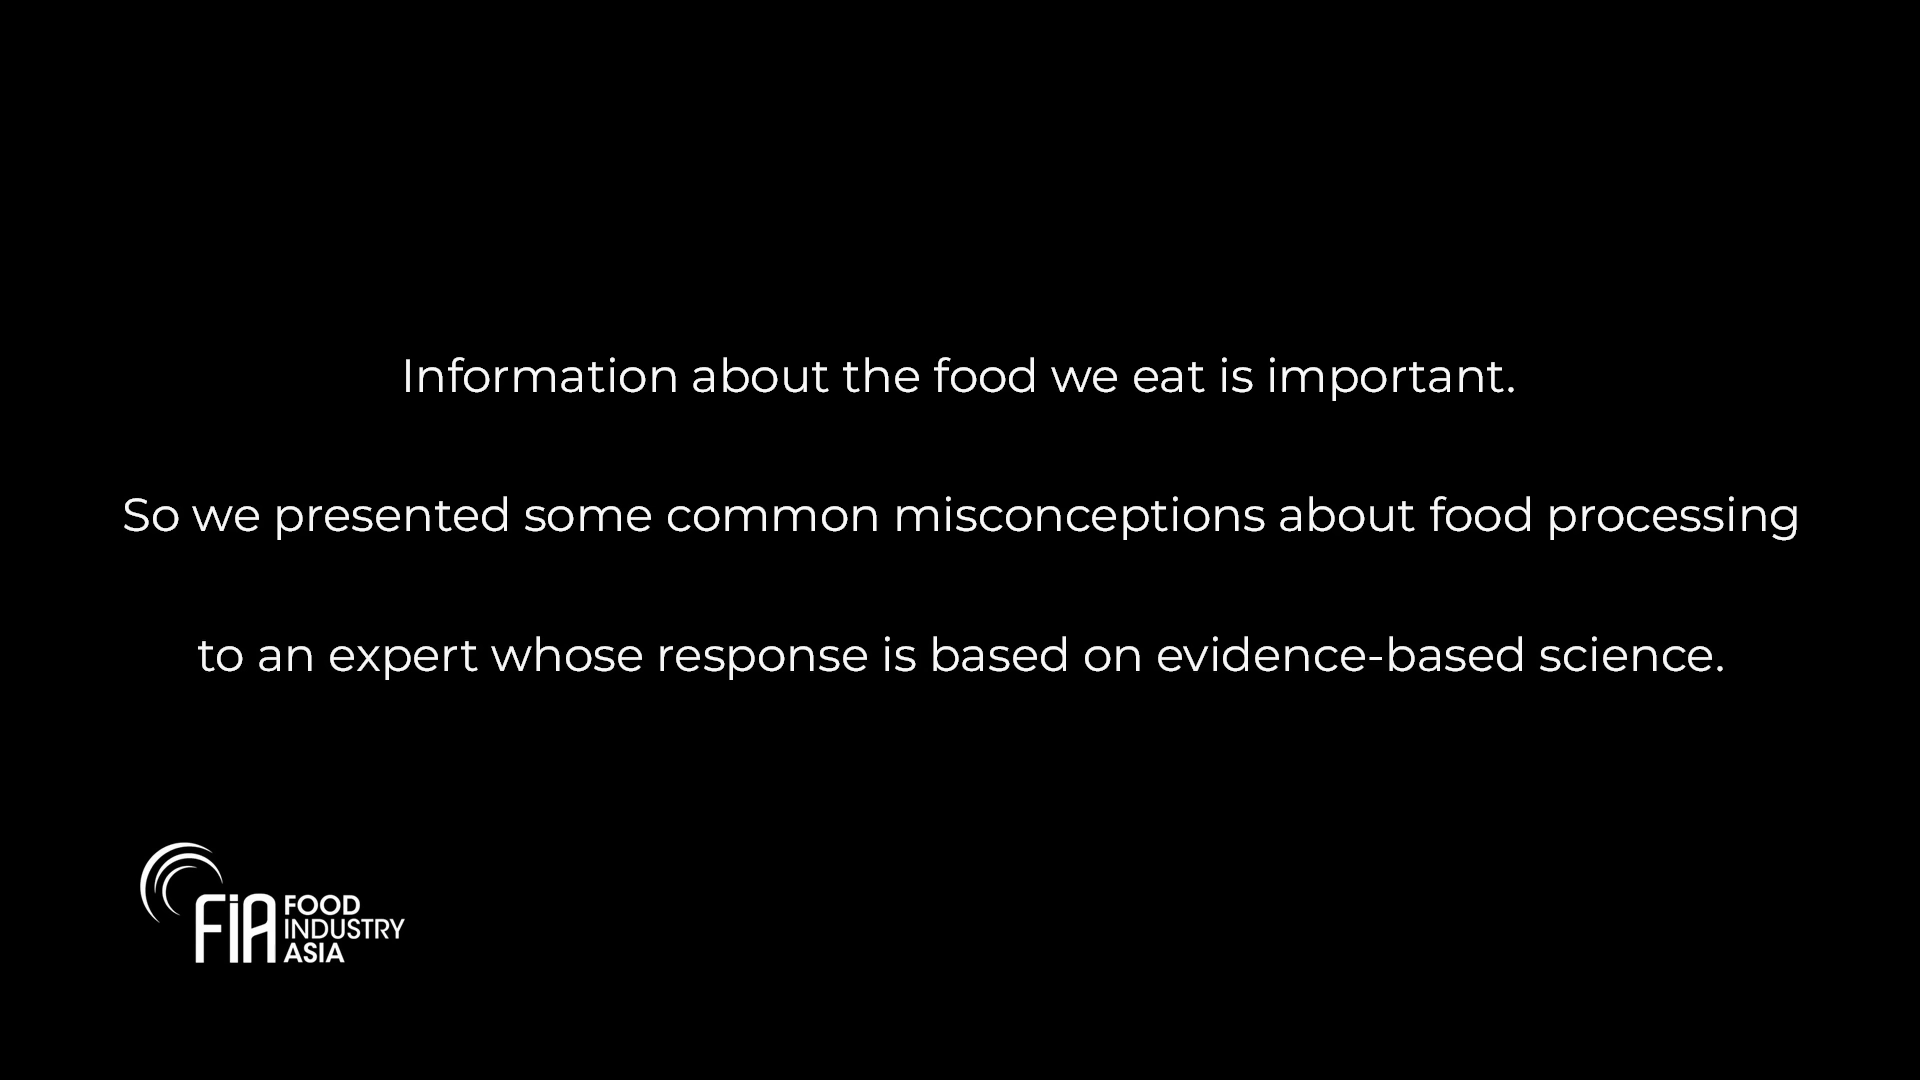 Information about the food we eat is important.
So we presented some common misconceptions about food processing
to an expert whose response is based on evidence-based science.
FiA FOOD
INDUSTRY
ASIA